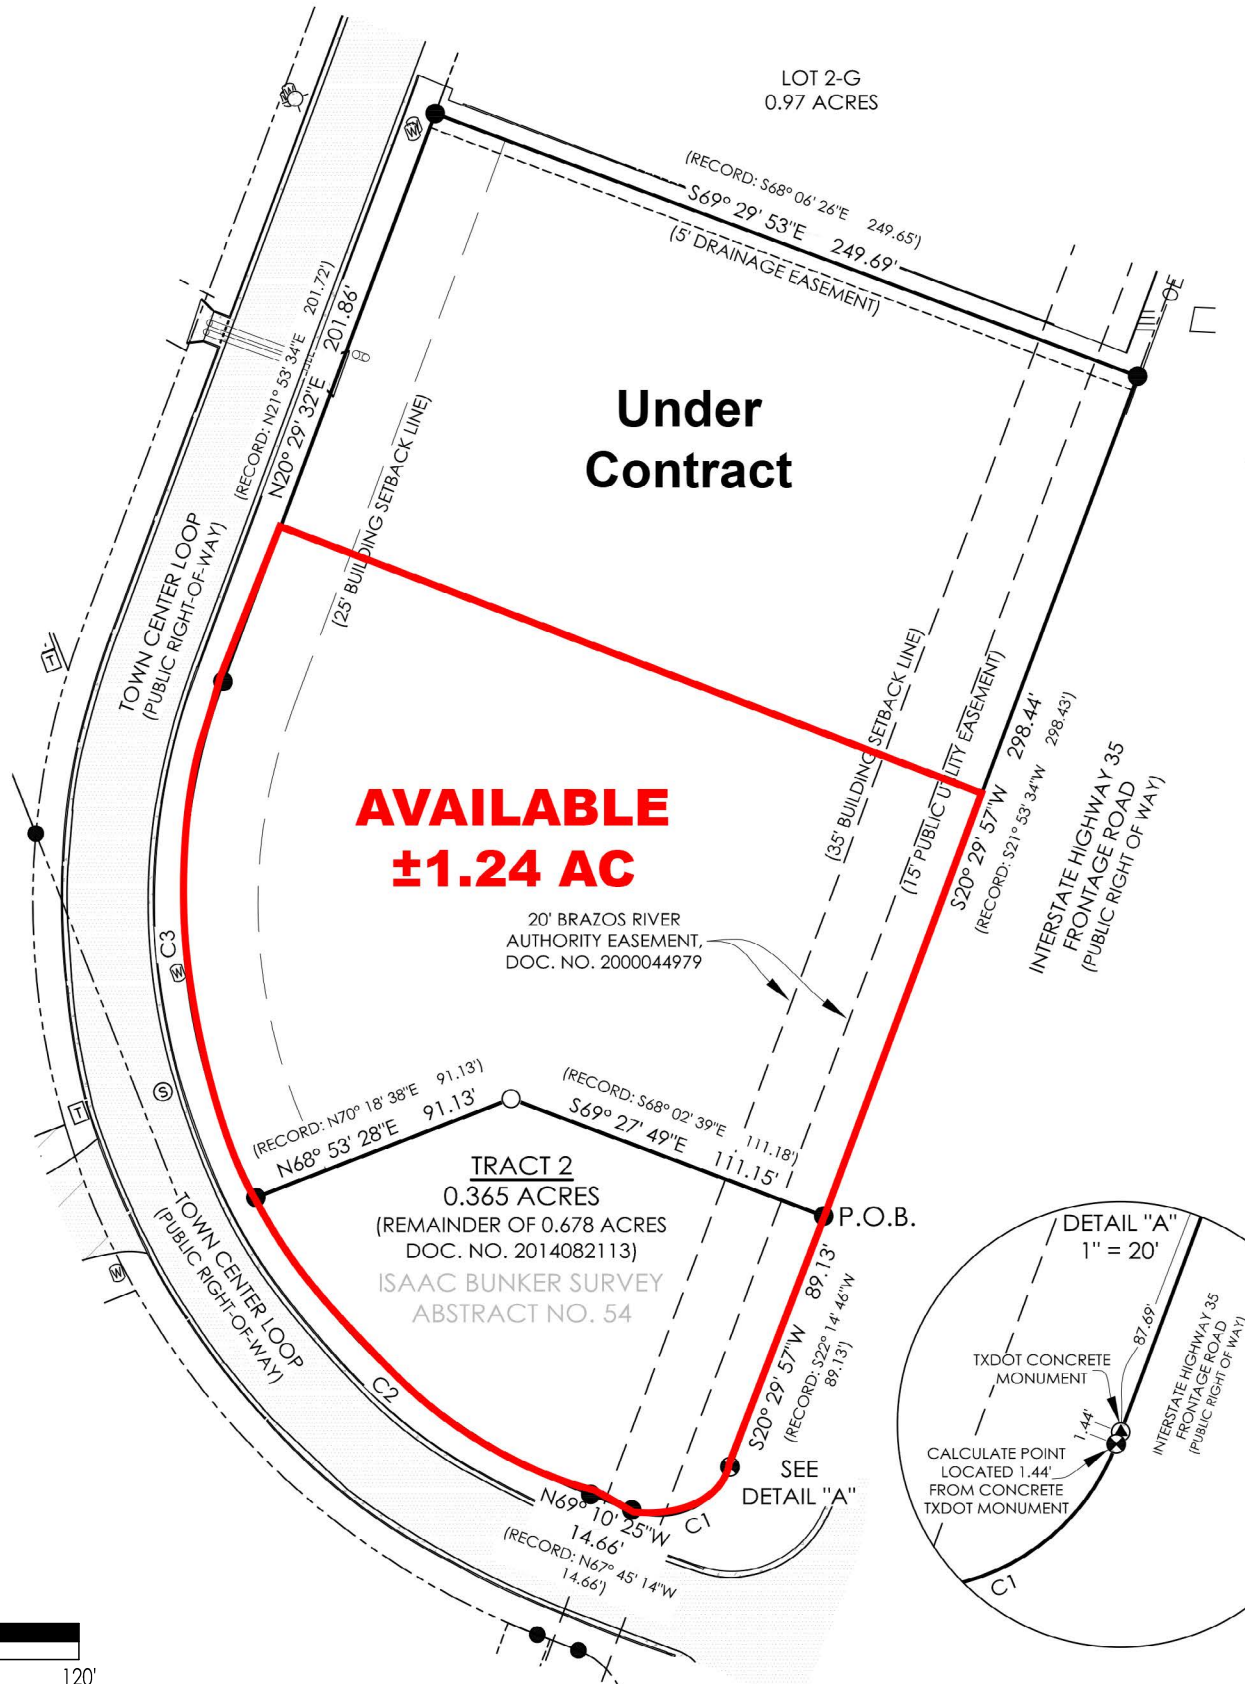 LOT 2-G
0.97 ACRES
(RECORD: S68° 06' 26"E 249.65')
S69° 29' 53"E 249.69'
(5' DRAINAGE EASEMENT)
OE
W
W
(RECORD: N21° 53' 34"E 201.72')
N20° 29' 32"E 201.86'
Under
Contract
(25' BUILDING SETBACK LINE)
TOWN CENTER LOOP
(PUBLIC RIGHT-OF-WAY)
T
(35' BUILDING SETBACK LINE)
(15' PUBLIC UTILITY EASEMENT)
S20° 29' 57"W 298.44'
(RECORD: S21° 53' 34"W 298.43')
INTERSTATE HIGHWAY 35
FRONTAGE ROAD
(PUBLIC RIGHT OF WAY)
AVAILABLE
±1.24 AC
20' BRAZOS RIVER
AUTHORITY EASEMENT,
DOC. NO. 2000044979
C3
W
S
T
(RECORD: N70° 18' 38"E 91.13')
N68° 53' 28"E 91.13'
(RECORD: S68° 02' 39"E 111.18')
S69° 27' 49"E 111.15'
TRACT 2
0.365 ACRES
(REMAINDER OF 0.678 ACRES
DOC. NO. 2014082113)
ISAAC BUNKER SURVEY
ABSTRACT NO. 54
P.O.B.
TOWN CENTER LOOP
(PUBLIC RIGHT-OF-WAY)
W
C2
S20° 29' 57"W 89.13'
(RECORD: S22° 14' 46"W
89.13')
SEE
DETAIL "A"
N69° 10' 25"W
14.66'
(RECORD: N67° 45' 14"W
14.66')
C1
DETAIL "A"
1" = 20'
87.69'
TXDOT CONCRETE
MONUMENT
1.44'
CALCULATE POINT
LOCATED 1.44'
FROM CONCRETE
TXDOT MONUMENT
INTERSTATE HIGHWAY 35
FRONTAGE ROAD
(PUBLIC RIGHT OF WAY)
C1
120'